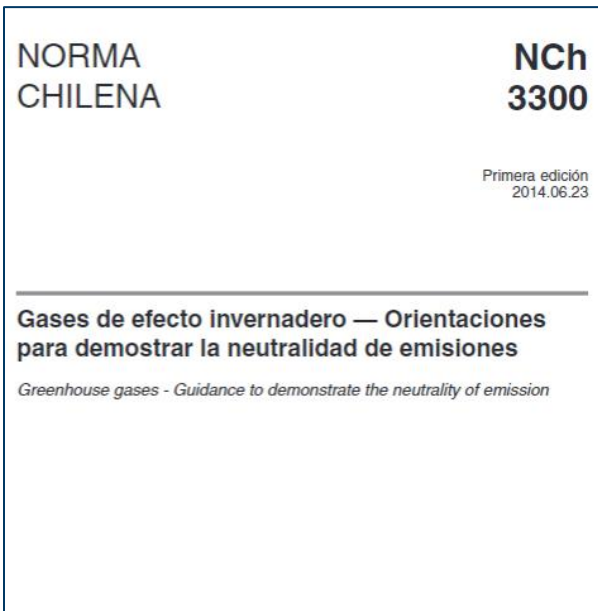 NORMA
CHILENA
NCh
3300
Primera edición
2014.06.23
Gases de efecto invernadero — Orientaciones
para demostrar la neutralidad de emisiones
Greenhouse gases - Guidance to demonstrate the neutrality of emission